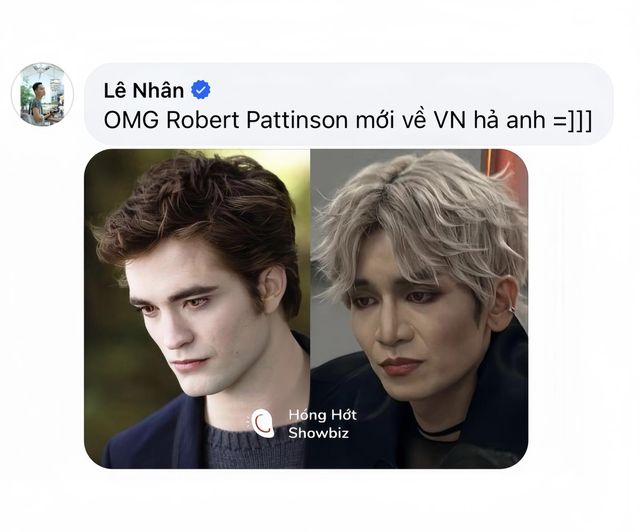 Lê Nhân
OMG Robert Pattinson mới về VN hả anh =]]]
Hóng Hớt
Showbiz